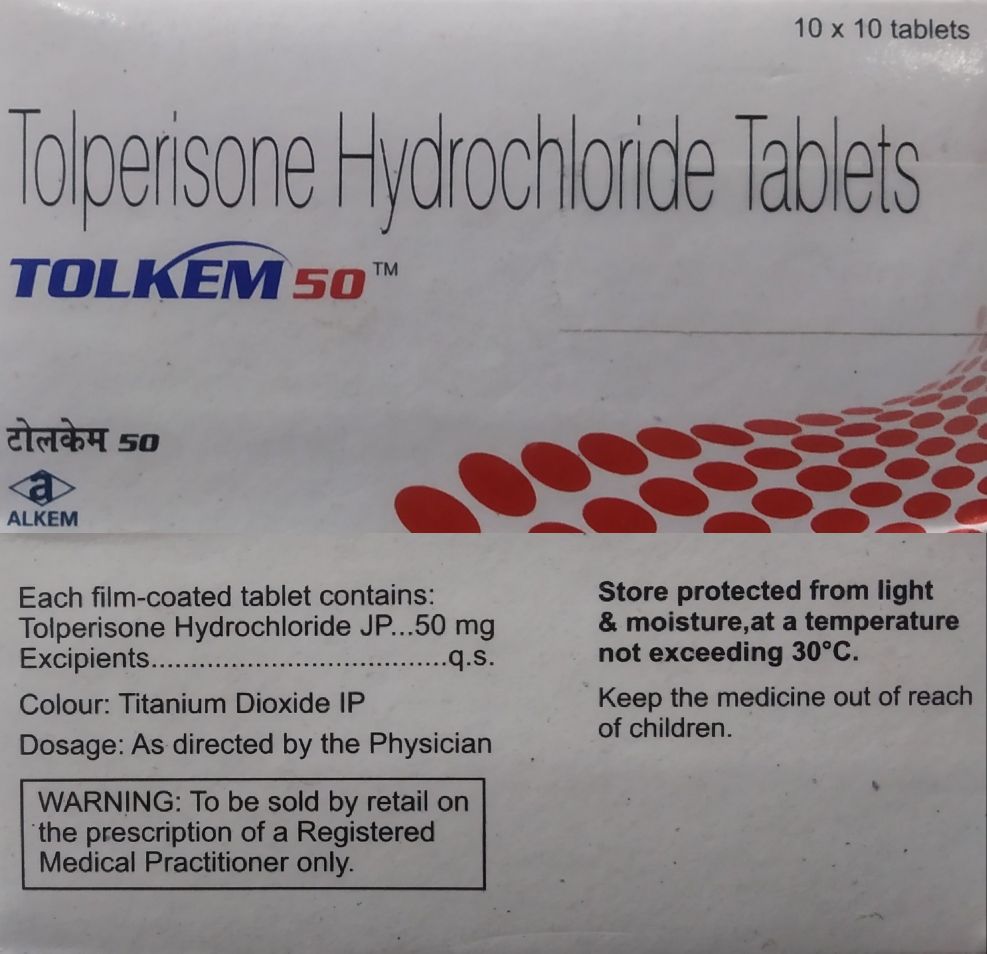 10 x 10 tablets
Tolperisone Hydrochloride Tablets
TOLKEM 50™
टोलकेम 50
a
ALKEM
Each film-coated tablet contains:
Tolperisone Hydrochloride JP...50 mg
Excipients......................................q.s.
Colour: Titanium Dioxide IP
Dosage: As directed by the Physician
WARNING: To be sold by retail on
the prescription of a Registered
Medical Practitioner only.
Store protected from light
& moisture,at a temperature
not exceeding 30°C.
Keep the medicine out of reach
of children.